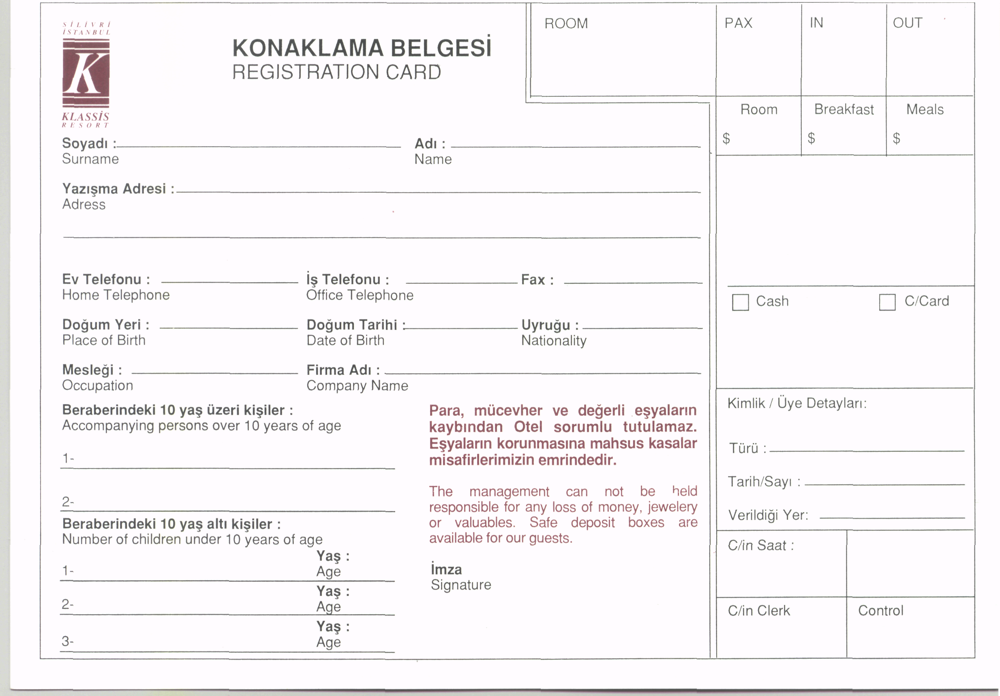 SİLİVRİ
İSTANBUL
K
KLASSİS
RESORT
KONAKLAMA BELGESİ
REGISTRATION CARD
ROOM
PAX
IN
OUT
Room
Breakfast
Meals
$
$
$
Soyadı :
Surname
Adı :
Name
Yazışma Adresi :
Adress
Ev Telefonu :
Home Telephone
İş Telefonu :
Office Telephone
Fax :
Doğum Yeri :
Place of Birth
Doğum Tarihi :
Date of Birth
Uyruğu :
Nationality
Mesleği :
Occupation
Firma Adı :
Company Name
Beraberindeki 10 yaş üzeri kişiler :
Accompanying persons over 10 years of age
1-
2-
Beraberindeki 10 yaş altı kişiler :
Number of children under 10 years of age
Yaş :
1-
Age
Yaş :
2-
Age
Yaş :
3-
Age
Para, mücevher ve değerli eşyaların
kaybından Otel sorumlu tutulamaz.
Eşyaların korunmasına mahsus kasalar
misafirlerimizin emrindedir.
The management can not be held
responsible for any loss of money, jewelery
or valuables. Safe deposit boxes are
available for our guests.
İmza
Signature
Cash
C/Card
Kimlik / Üye Detayları:
Türü :
Tarih/Sayı :
Verildiği Yer:
C/in Saat :
C/in Clerk
Control